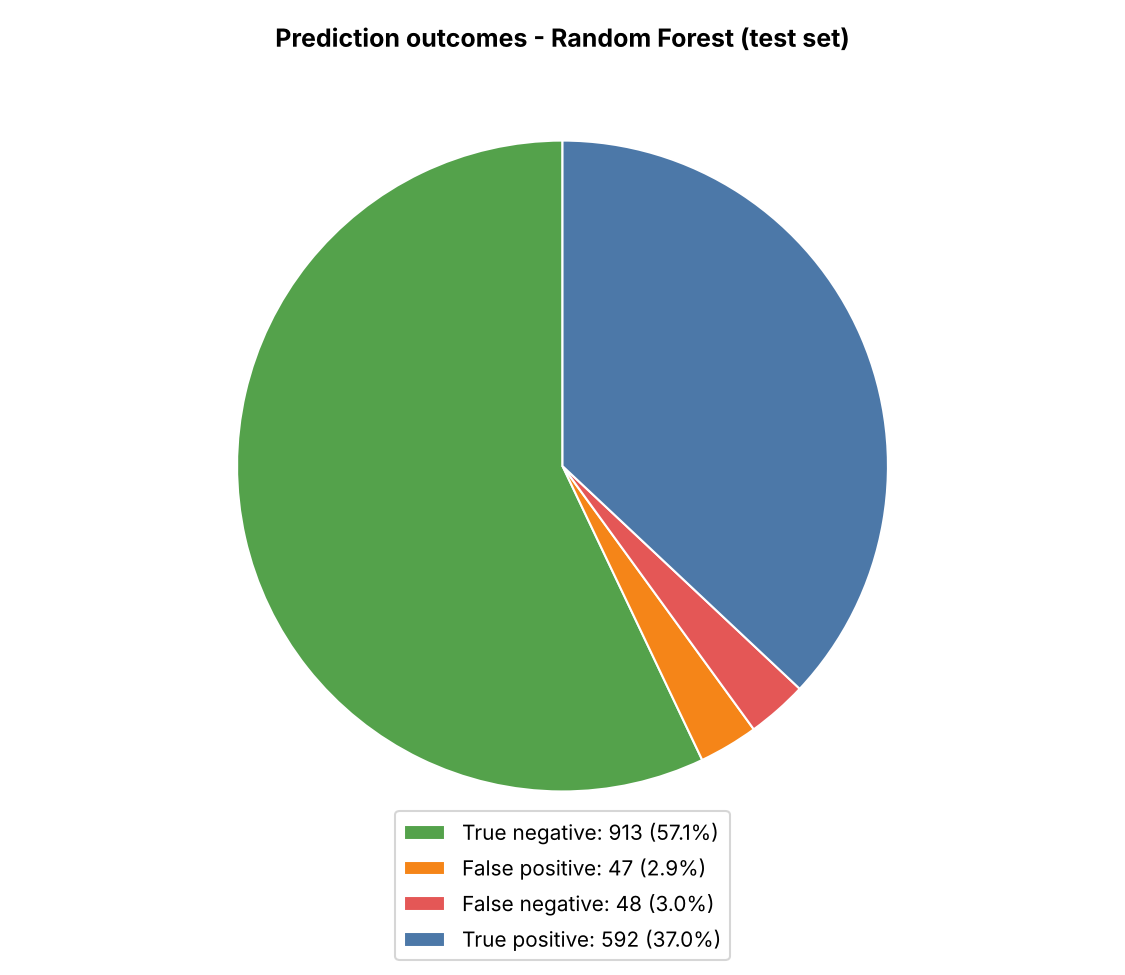 Prediction outcomes - Random Forest (test set)
True negative: 913 (57.1%)
False positive: 47 (2.9%)
False negative: 48 (3.0%)
True positive: 592 (37.0%)